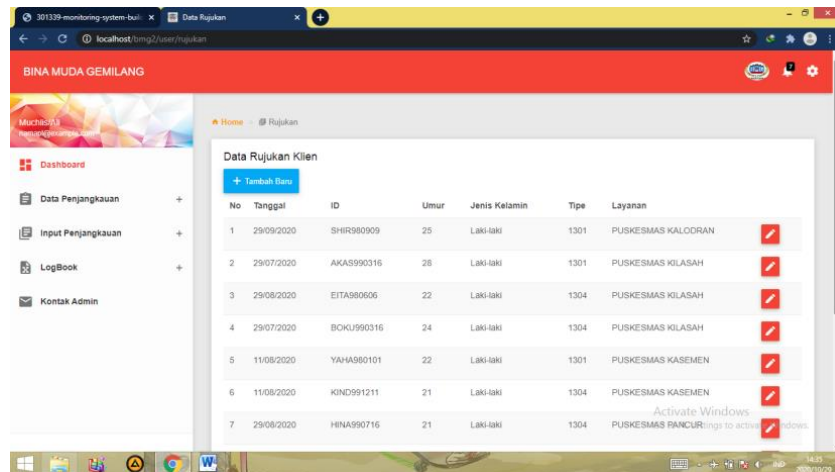 301339-monitoring-system-buil
Data Rujukan
localhost/bmg2/user/rujukan
BINA MUDA GEMILANG
Home
Rujukan
Data Rujukan Klien
Tambah Baru
Dashboard
Data Penjangkauan
Input Penjangkauan
LogBook
Kontak Admin
No Tanggal ID Umur Jenis Kelamin Tipe Layanan
1 29/09/2020 SHIR980909 25 Laki-laki 1301 PUSKESMAS KALODRAN
2 29/07/2020 AKAS990316 28 Laki-laki 1301 PUSKESMAS KILASAH
3 29/08/2020 EITA980606 22 Laki-laki 1304 PUSKESMAS KILASAH
4 29/07/2020 BOKU990316 24 Laki-laki 1304 PUSKESMAS KILASAH
5 11/08/2020 YAHA980101 22 Laki-laki 1301 PUSKESMAS KASEMEN
6 11/08/2020 KIND991211 21 Laki-laki 1304 PUSKESMAS KASEMEN
7 29/08/2020 HINA990716 21 Laki-laki 1304 PUSKESMAS PANCUR
Activate Windows
14:35
2020/10/29